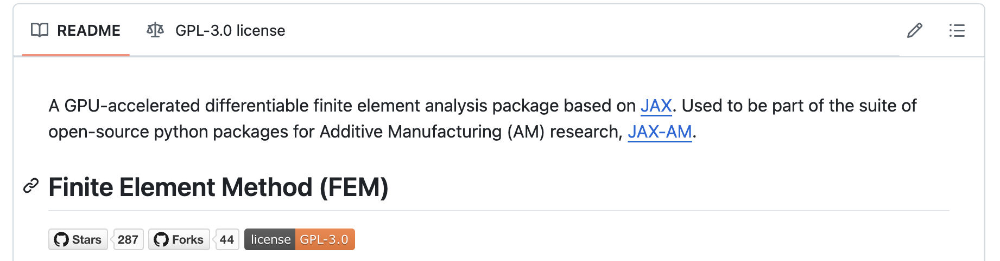 README GPL-3.0 license
A GPU-accelerated differentiable finite element analysis package based on JAX. Used to be part of the suite of
open-source python packages for Additive Manufacturing (AM) research, JAX-AM.
Finite Element Method (FEM)
Stars 287 Forks 44 license GPL-3.0